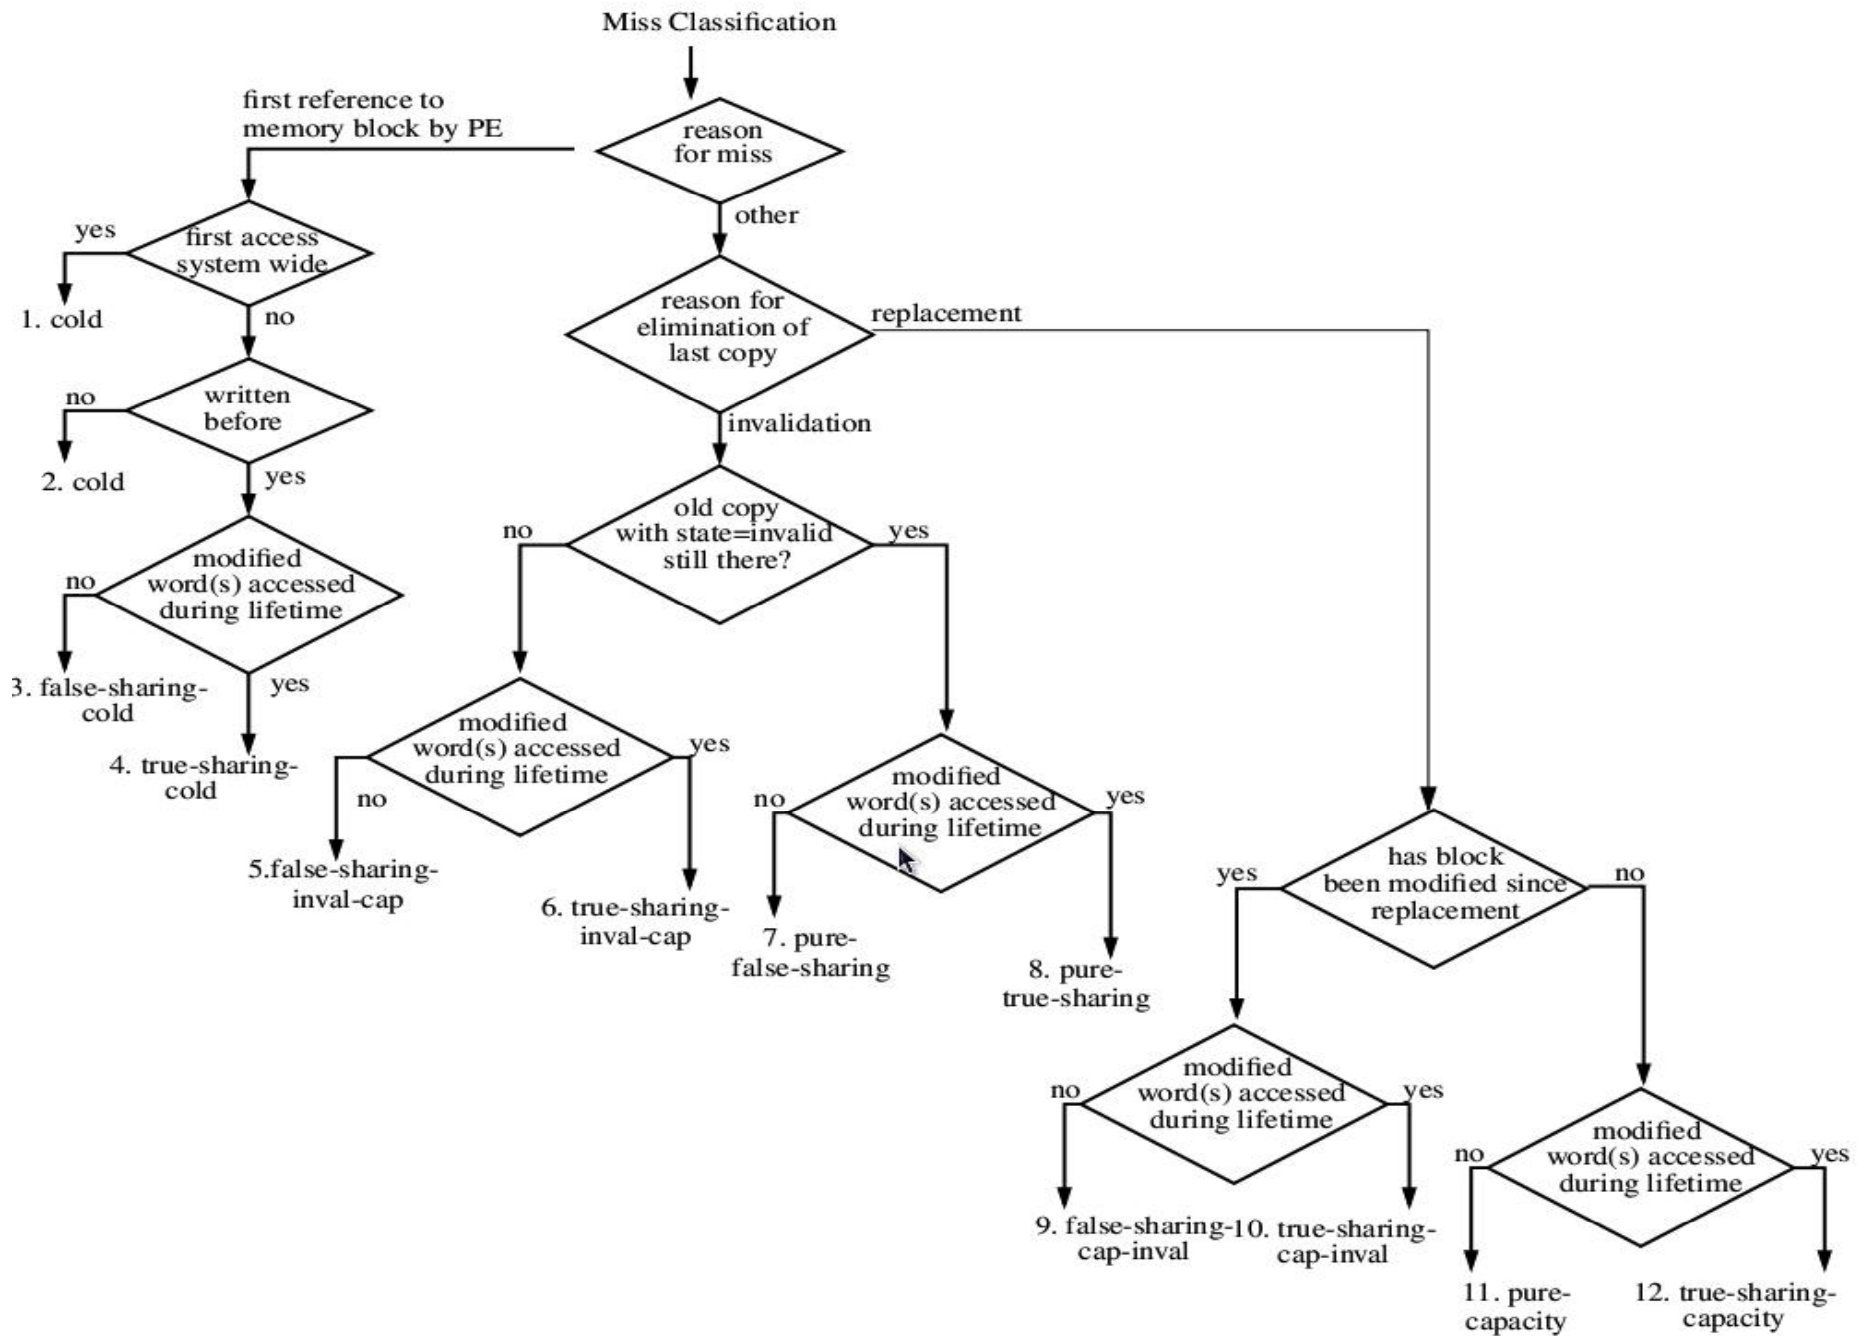 Miss Classification
first reference to
memory block by PE
reason
for miss
other
yes
first access
system wide
1. cold
no
reason for
elimination of
last copy
replacement
no
written
before
2. cold
yes
invalidation
old copy
with state=invalid
still there?
no
yes
modified
word(s) accessed
during lifetime
no
3. false-sharing-
cold
yes
4. true-sharing-
cold
modified
word(s) accessed
during lifetime
no
yes
5.false-sharing-
inval-cap
6. true-sharing-
inval-cap
modified
word(s) accessed
during lifetime
no
yes
7. pure-
false-sharing
8. pure-
true-sharing
has block
been modified since
replacement
yes
no
modified
word(s) accessed
during lifetime
no
yes
9. false-sharing-
cap-inval
10. true-sharing-
cap-inval
modified
word(s) accessed
during lifetime
no
yes
11. pure-
capacity
12. true-sharing-
capacity